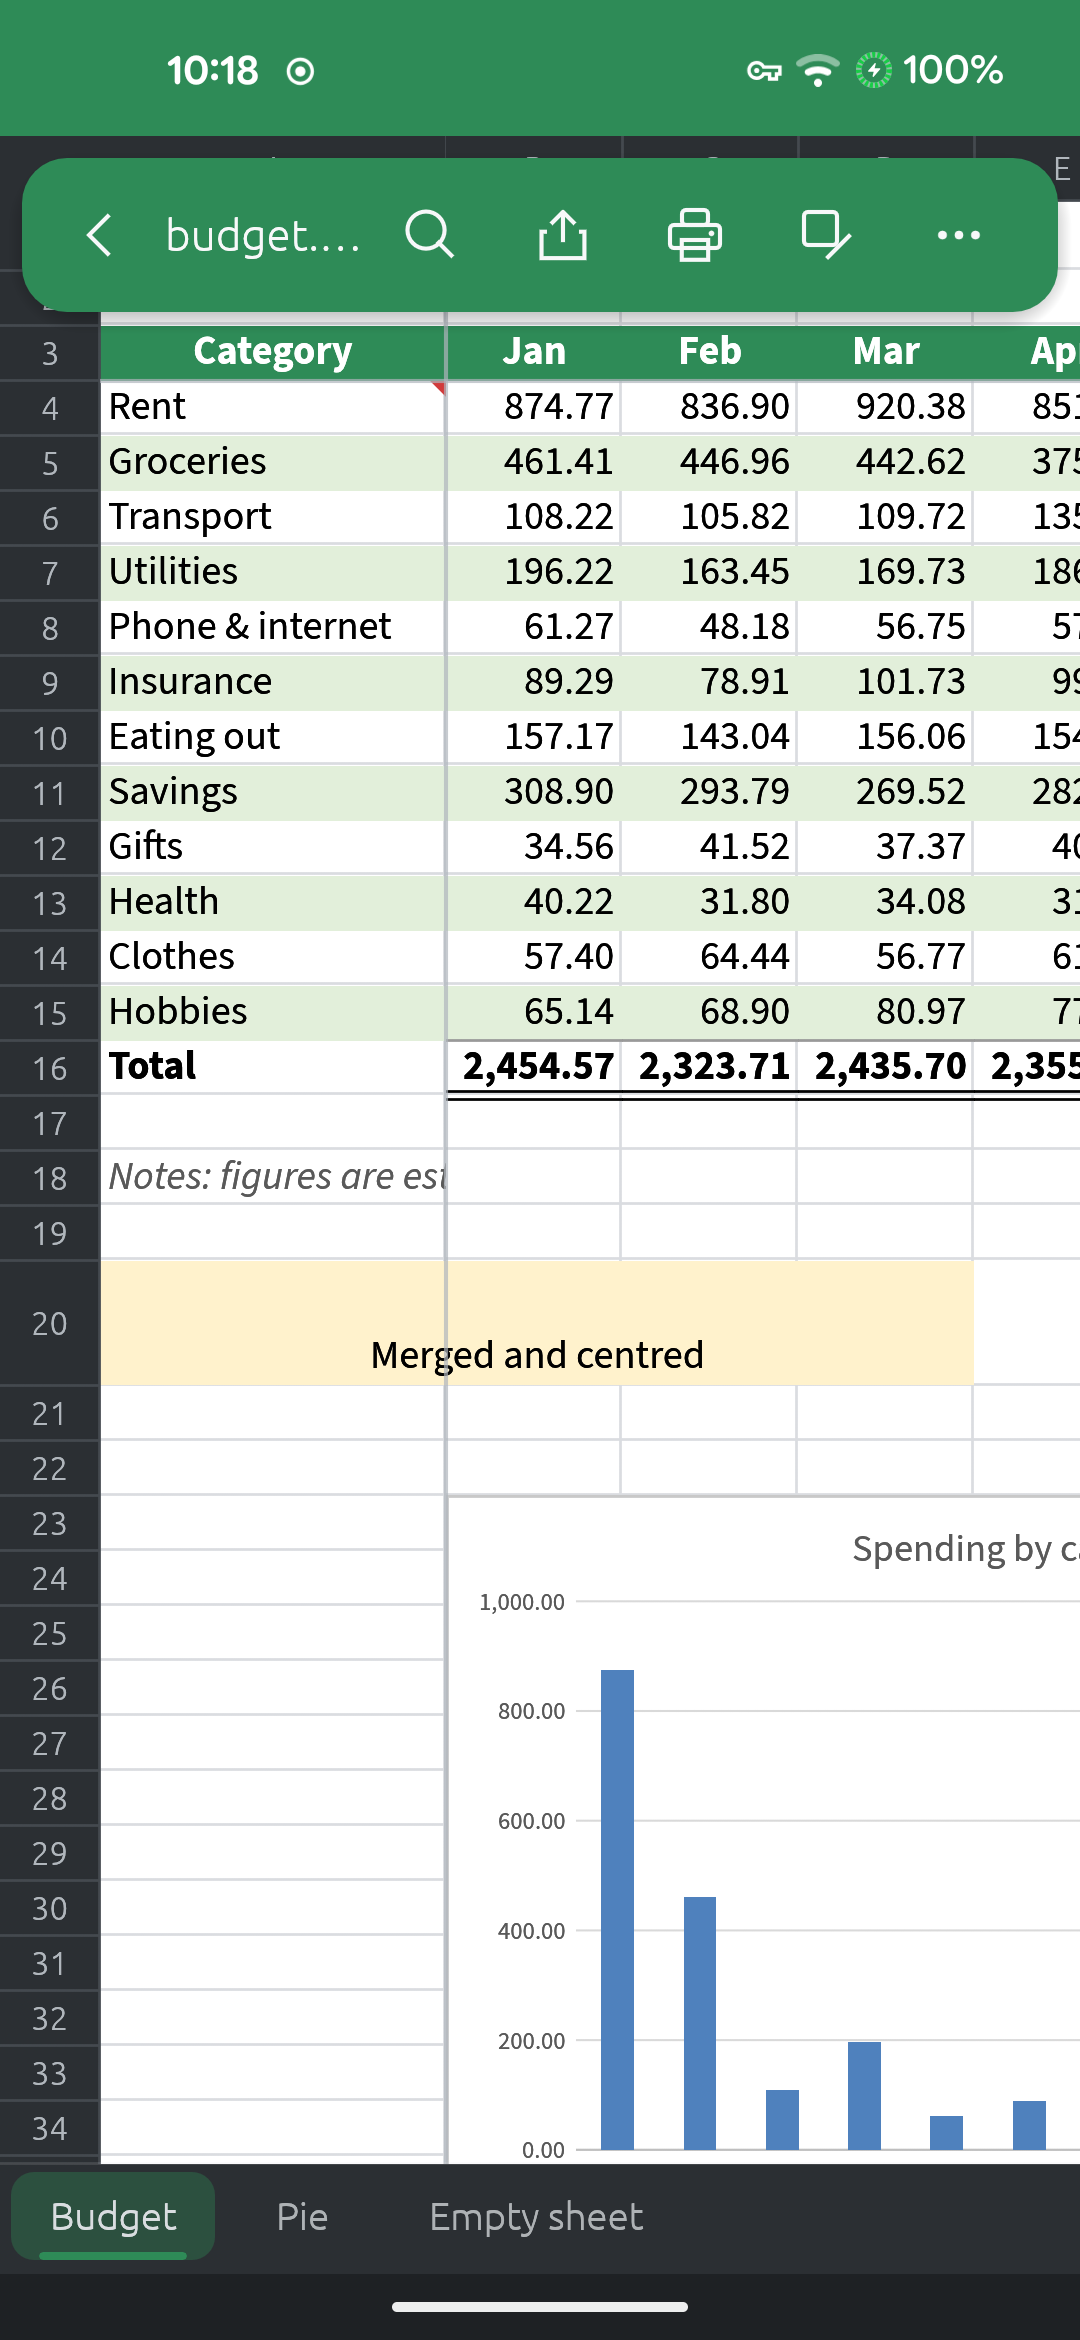 10:18 100%
E
budget....
3 Category Jan Feb Mar
4 Rent 874.77 836.90 920.38
5 Groceries 461.41 446.96 442.62
6 Transport 108.22 105.82 109.72
7 Utilities 196.22 163.45 169.73
8 Phone & internet 61.27 48.18 56.75
9 Insurance 89.29 78.91 101.73
10 Eating out 157.17 143.04 156.06
11 Savings 308.90 293.79 269.52
12 Gifts 34.56 41.52 37.37
13 Health 40.22 31.80 34.08
14 Clothes 57.40 64.44 56.77
15 Hobbies 65.14 68.90 80.97
16 Total 2,454.57 2,323.71 2,435.70
17
18 Notes: figures are
19
20 Merged and centred
21
22
23 Spending by
24 1,000.00
25
26 800.00
27
28 600.00
29
30 400.00
31
32 200.00
33
34 0.00
Budget Pie Empty sheet